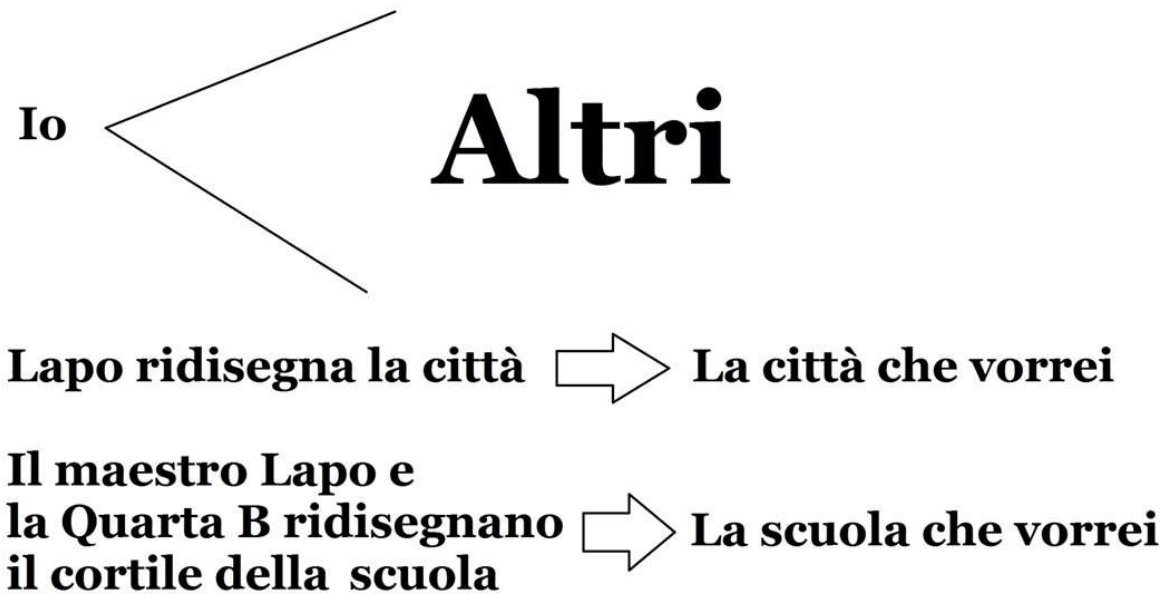 Io
Altri
Lapo ridisegna la città
La città che vorrei
Il maestro Lapo e
la Quarta B ridisegnano
il cortile della scuola
La scuola che vorrei